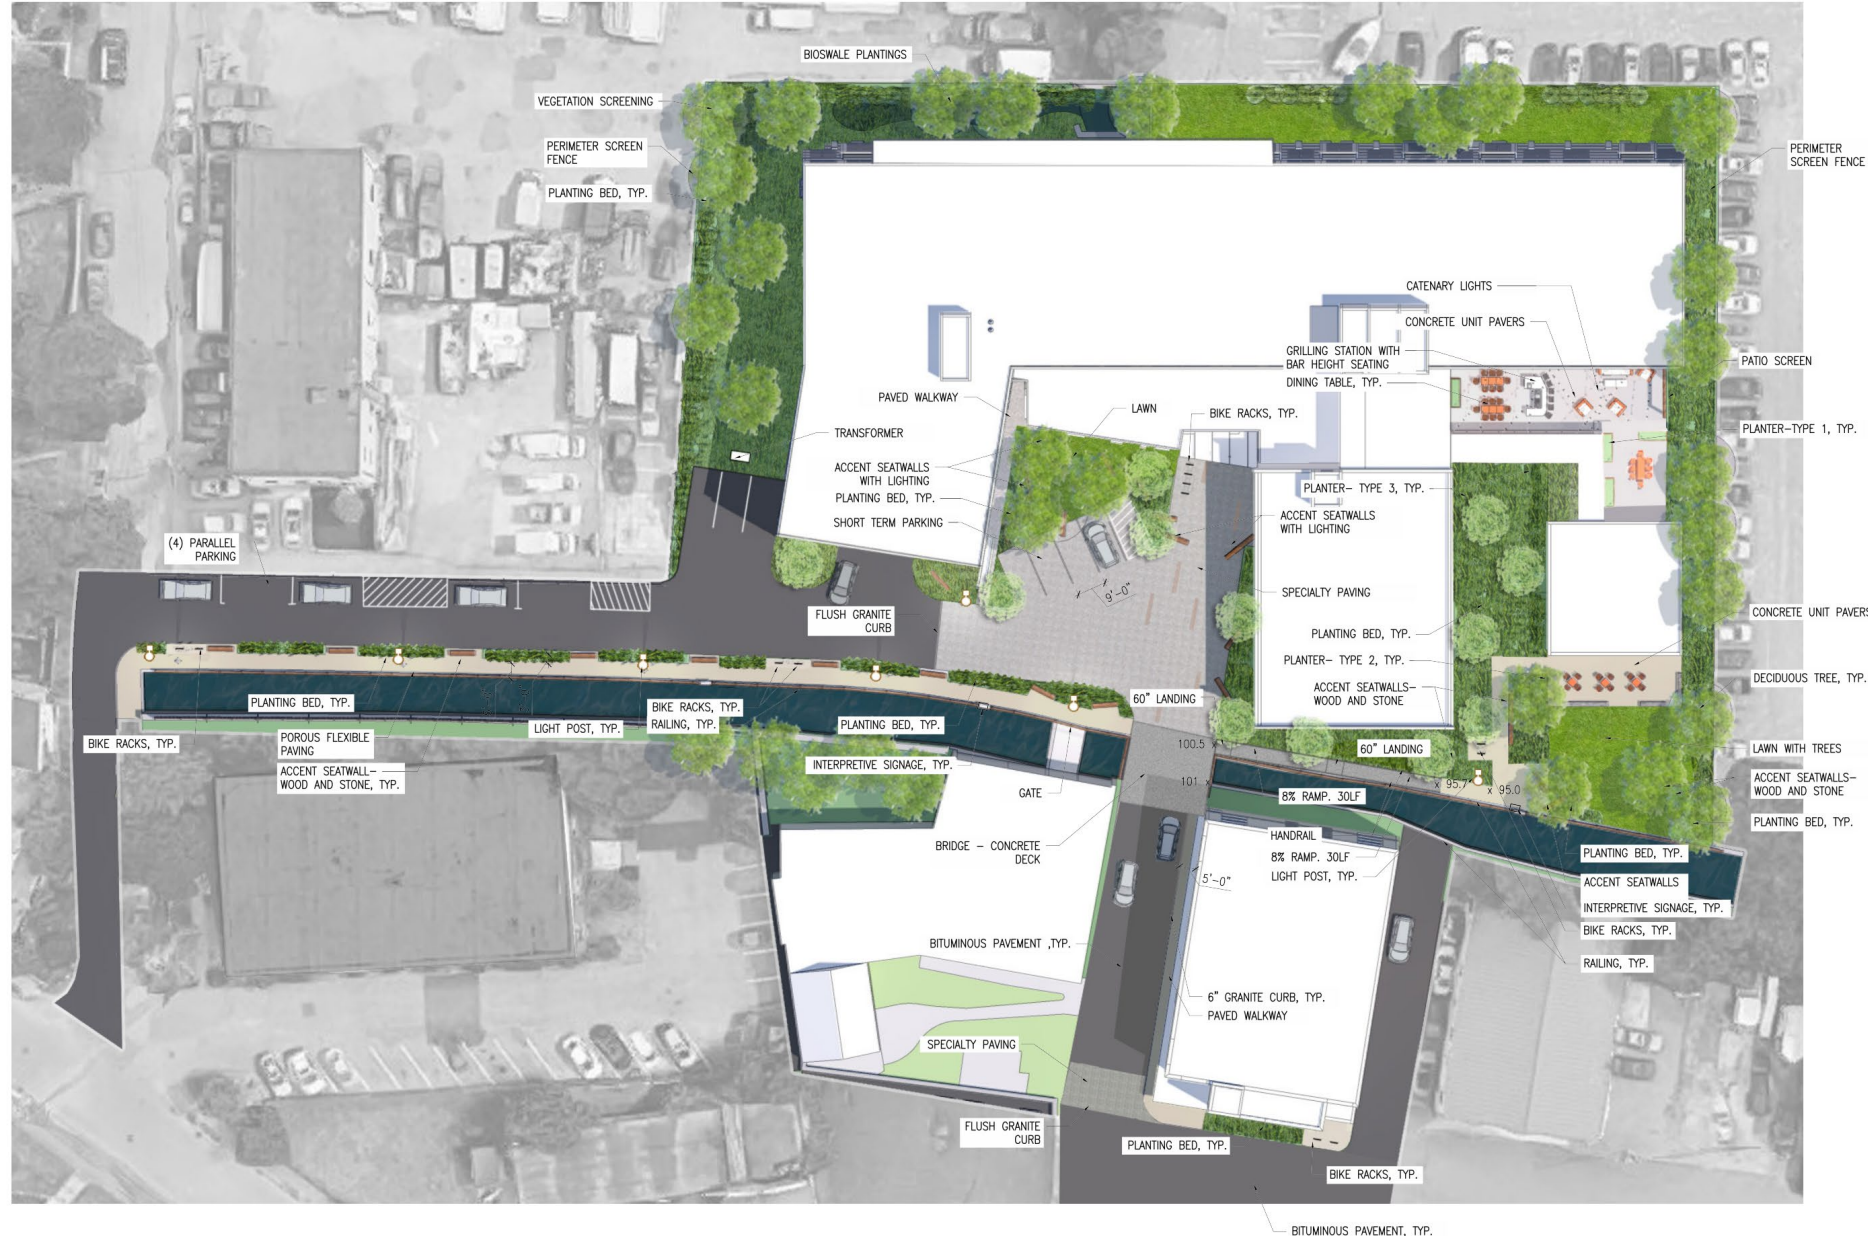 BIOSWALE PLANTINGS
VEGETATION SCREENING
PERIMETER SCREEN
FENCE
PLANTING BED, TYP.
PERIMETER
SCREEN FENCE
CATENARY LIGHTS
CONCRETE UNIT PAVERS
GRILLING STATION WITH
BAR HEIGHT SEATING
DINING TABLE, TYP.
PATIO SCREEN
PLANTER-TYPE 1, TYP.
PAVED WALKWAY
LAWN
BIKE RACKS, TYP.
TRANSFORMER
ACCENT SEATWALLS
WITH LIGHTING
PLANTING BED, TYP.
SHORT TERM PARKING
PLANTER- TYPE 3, TYP.
ACCENT SEATWALLS
WITH LIGHTING
(4) PARALLEL
PARKING
9'-0"
SPECIALTY PAVING
FLUSH GRANITE
CURB
CONCRETE UNIT PAVERS
PLANTING BED, TYP.
PLANTER- TYPE 2, TYP.
ACCENT SEATWALLS-
WOOD AND STONE
DECIDUOUS TREE, TYP.
PLANTING BED, TYP.
BIKE RACKS, TYP.
RAILING, TYP.
LIGHT POST, TYP.
PLANTING BED, TYP.
60" LANDING
BIKE RACKS, TYP.
POROUS FLEXIBLE
PAVING
ACCENT SEATWALL-
WOOD AND STONE, TYP.
INTERPRETIVE SIGNAGE, TYP.
GATE
100.5 x
101 x
60" LANDING
x 95.7
x 95.0
8% RAMP. 30LF
LAWN WITH TREES
ACCENT SEATWALLS-
WOOD AND STONE
PLANTING BED, TYP.
BRIDGE - CONCRETE
DECK
HANDRAIL
8% RAMP. 30LF
LIGHT POST, TYP.
5'-0"
PLANTING BED, TYP.
ACCENT SEATWALLS
INTERPRETIVE SIGNAGE, TYP.
BIKE RACKS, TYP.
RAILING, TYP.
BITUMINOUS PAVEMENT ,TYP.
6" GRANITE CURB, TYP.
PAVED WALKWAY
SPECIALTY PAVING
FLUSH GRANITE
CURB
PLANTING BED, TYP.
BIKE RACKS, TYP.
BITUMINOUS PAVEMENT, TYP.